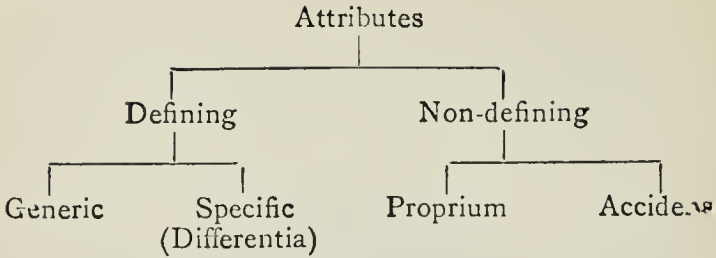 Attributes
Defining Non-defining
Generic Specific Proprium Accidens
(Differentia)